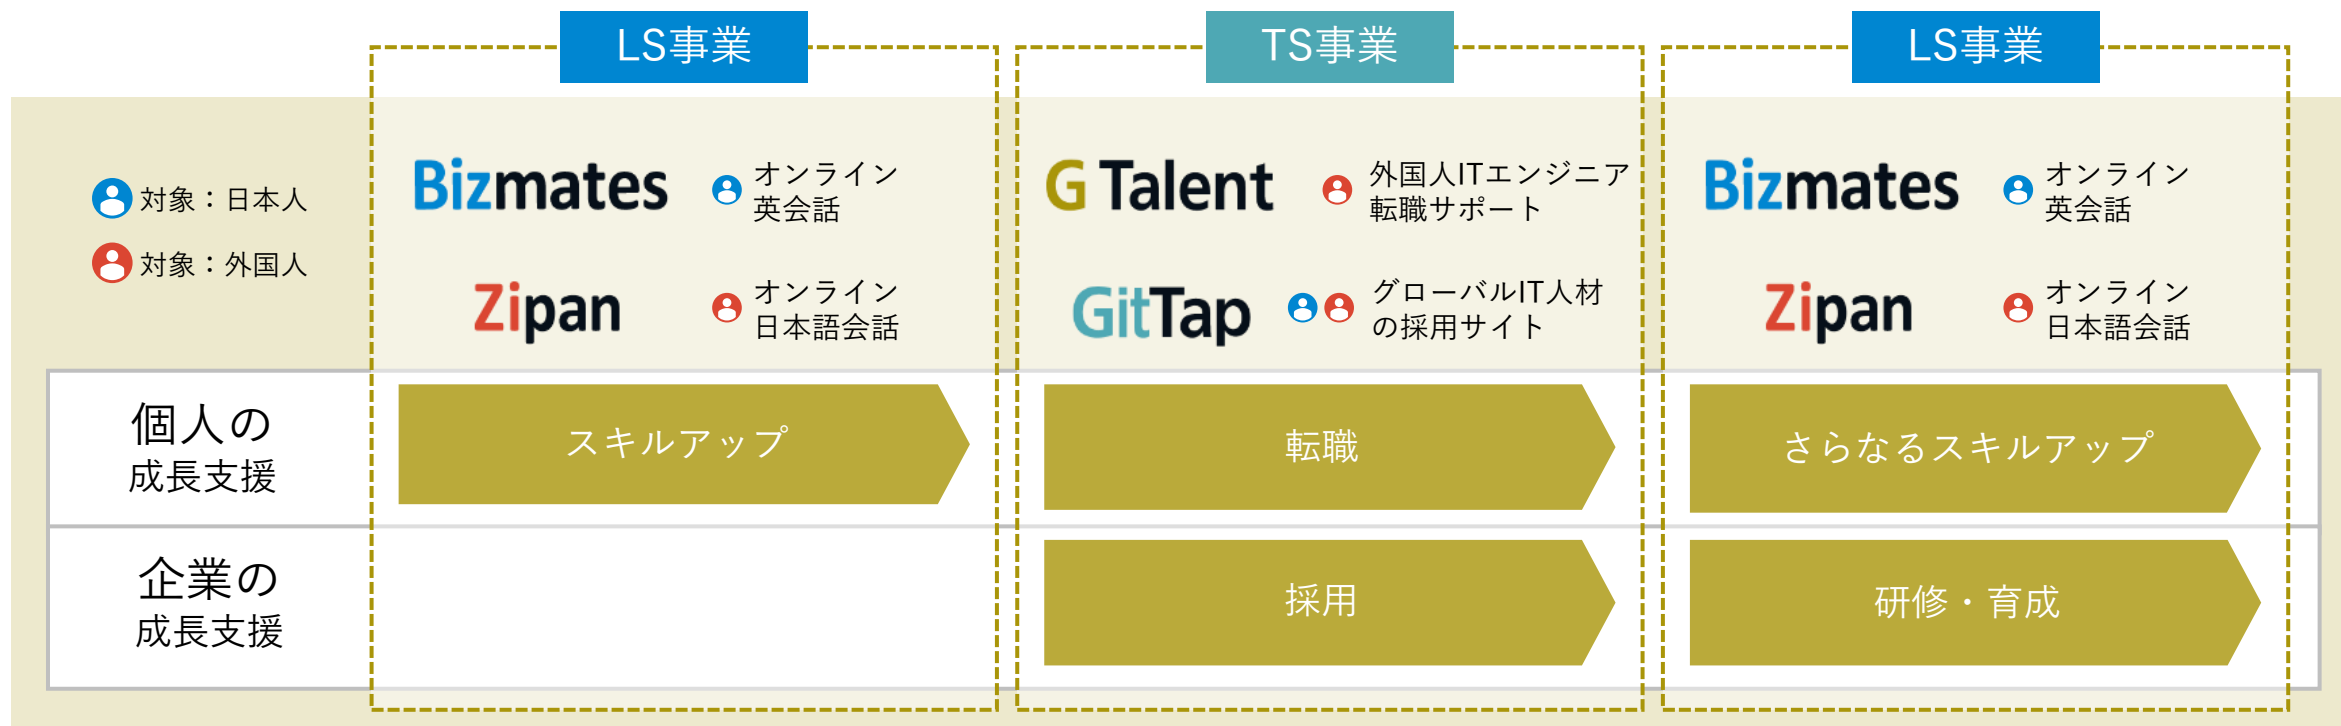 LS事業
TS事業
LS事業
対象：日本人
対象：外国人
Bizmates
オンライン
英会話
Zipan
オンライン
日本語会話
G Talent
外国人ITエンジニア
転職サポート
GitTap
グローバルIT人材
の採用サイト
Bizmates
オンライン
英会話
Zipan
オンライン
日本語会話
個人の
成長支援
スキルアップ
転職
さらなるスキルアップ
企業の
成長支援
採用
研修・育成